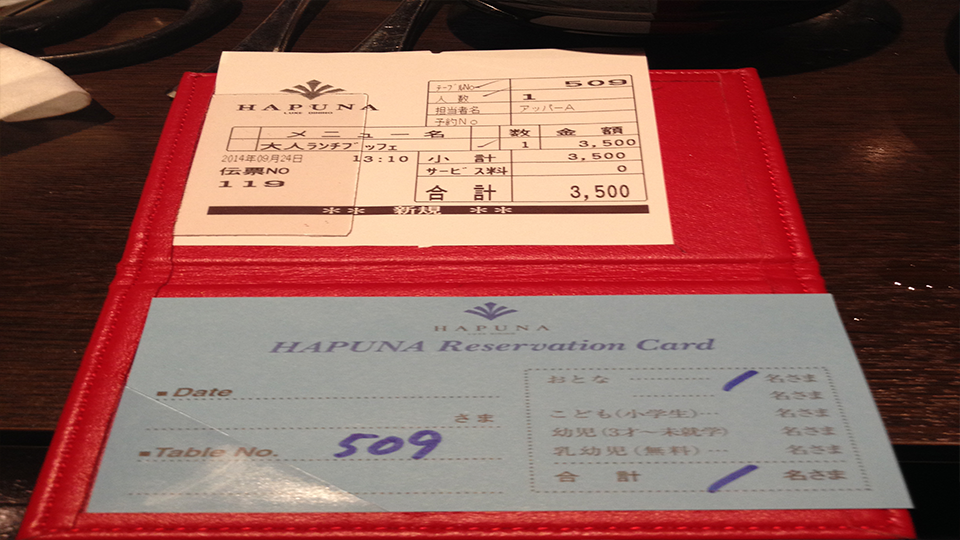 HAPUNA
テーブルNo 509
人数 1
担当者名 アッパーA
予約No
メニュー名 数 金額
大人ランチブッフェ 1 3,500
2014年09月24日 13:10 小計 3,500
サービス料 0
伝票NO
119
合計 3,500
** 新規 **
HAPUNA
HAPUNA Reservation Card
■Date
さま
■Table No. 509
おとな 1 名さま
名さま
こども(小学生)… 名さま
幼児(3才~未就学) 名さま
乳幼児(無料)… 名さま
合計 1 名さま